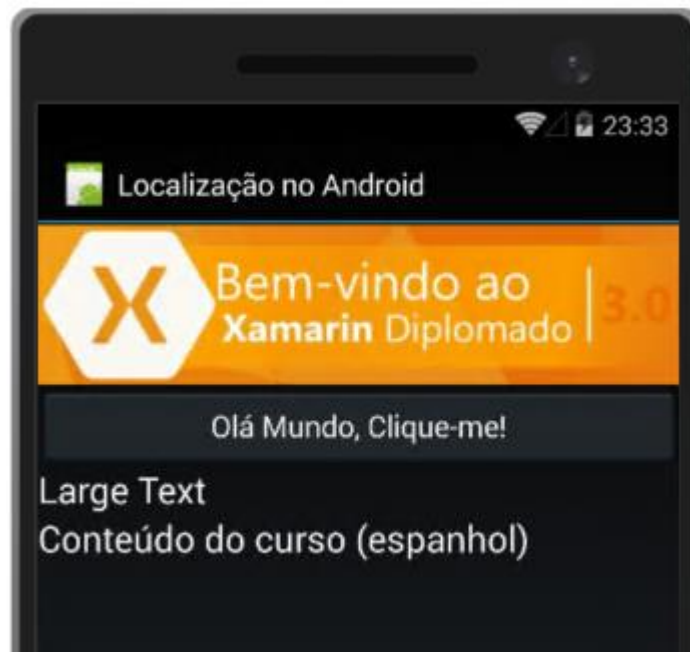 23:33
Localização no Android
X
Bem-vindo ao
Xamarin Diplomado
3.0
Olá Mundo, Clique-me!
Large Text
Conteúdo do curso (espanhol)